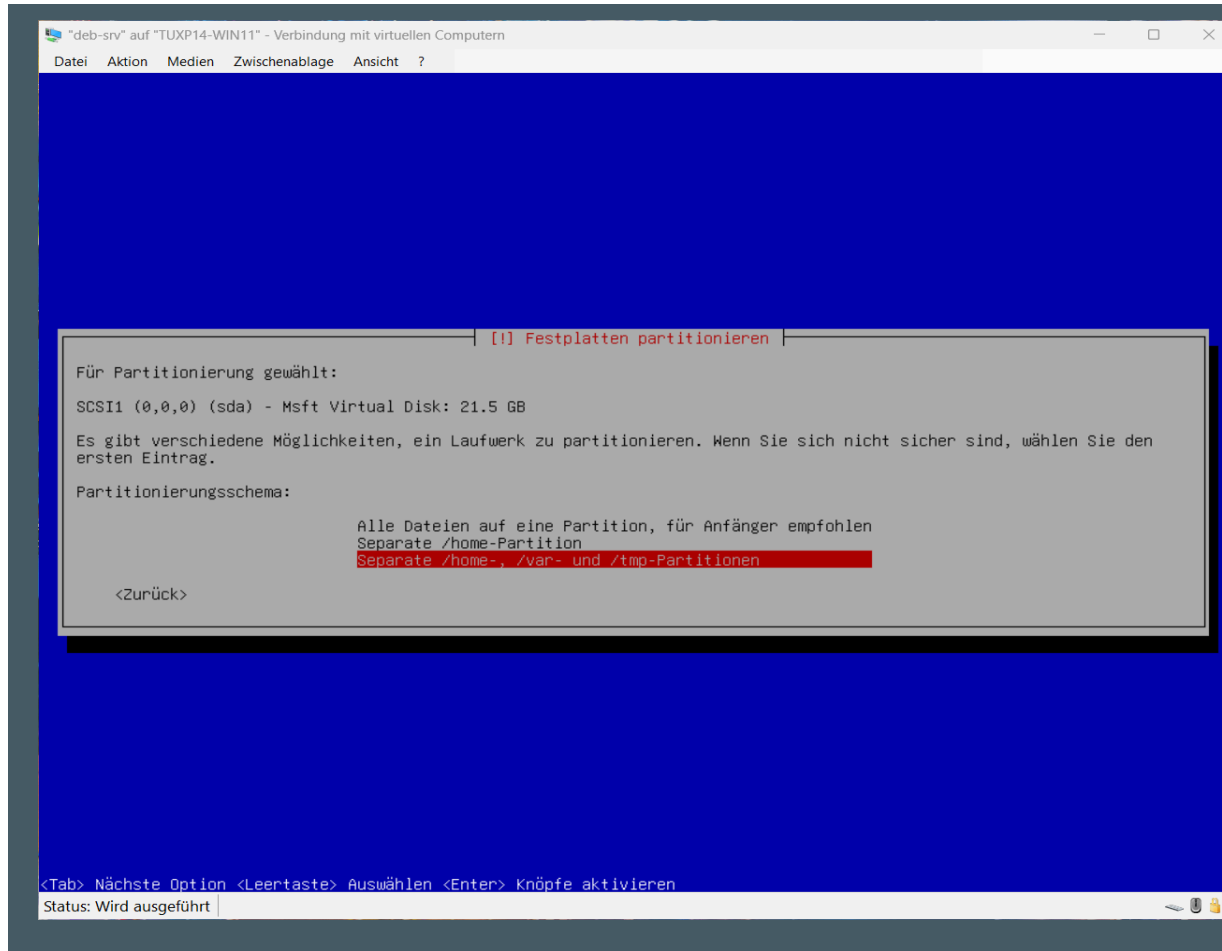 "deb-srv" auf "TUXP14-WIN11" - Verbindung mit virtuellen Computern
Datei Aktion Medien Zwischenablage Ansicht ?
[!] Festplatten partitionieren
Für Partitionierung gewählt:
SCSI1 (0,0,0) (sda) - Msft Virtual Disk: 21.5 GB
Es gibt verschiedene Möglichkeiten, ein Laufwerk zu partitionieren. Wenn Sie sich nicht sicher sind, wählen Sie den
ersten Eintrag.
Partitionierungsschema:
Alle Dateien auf eine Partition, für Anfänger empfohlen
Separate /home-Partition
Separate /home-, /var- und /tmp-Partitionen
<Zurück>
<Tab> Nächste Option <Leertaste> Auswählen <Enter> Knöpfe aktivieren
Status: Wird ausgeführt